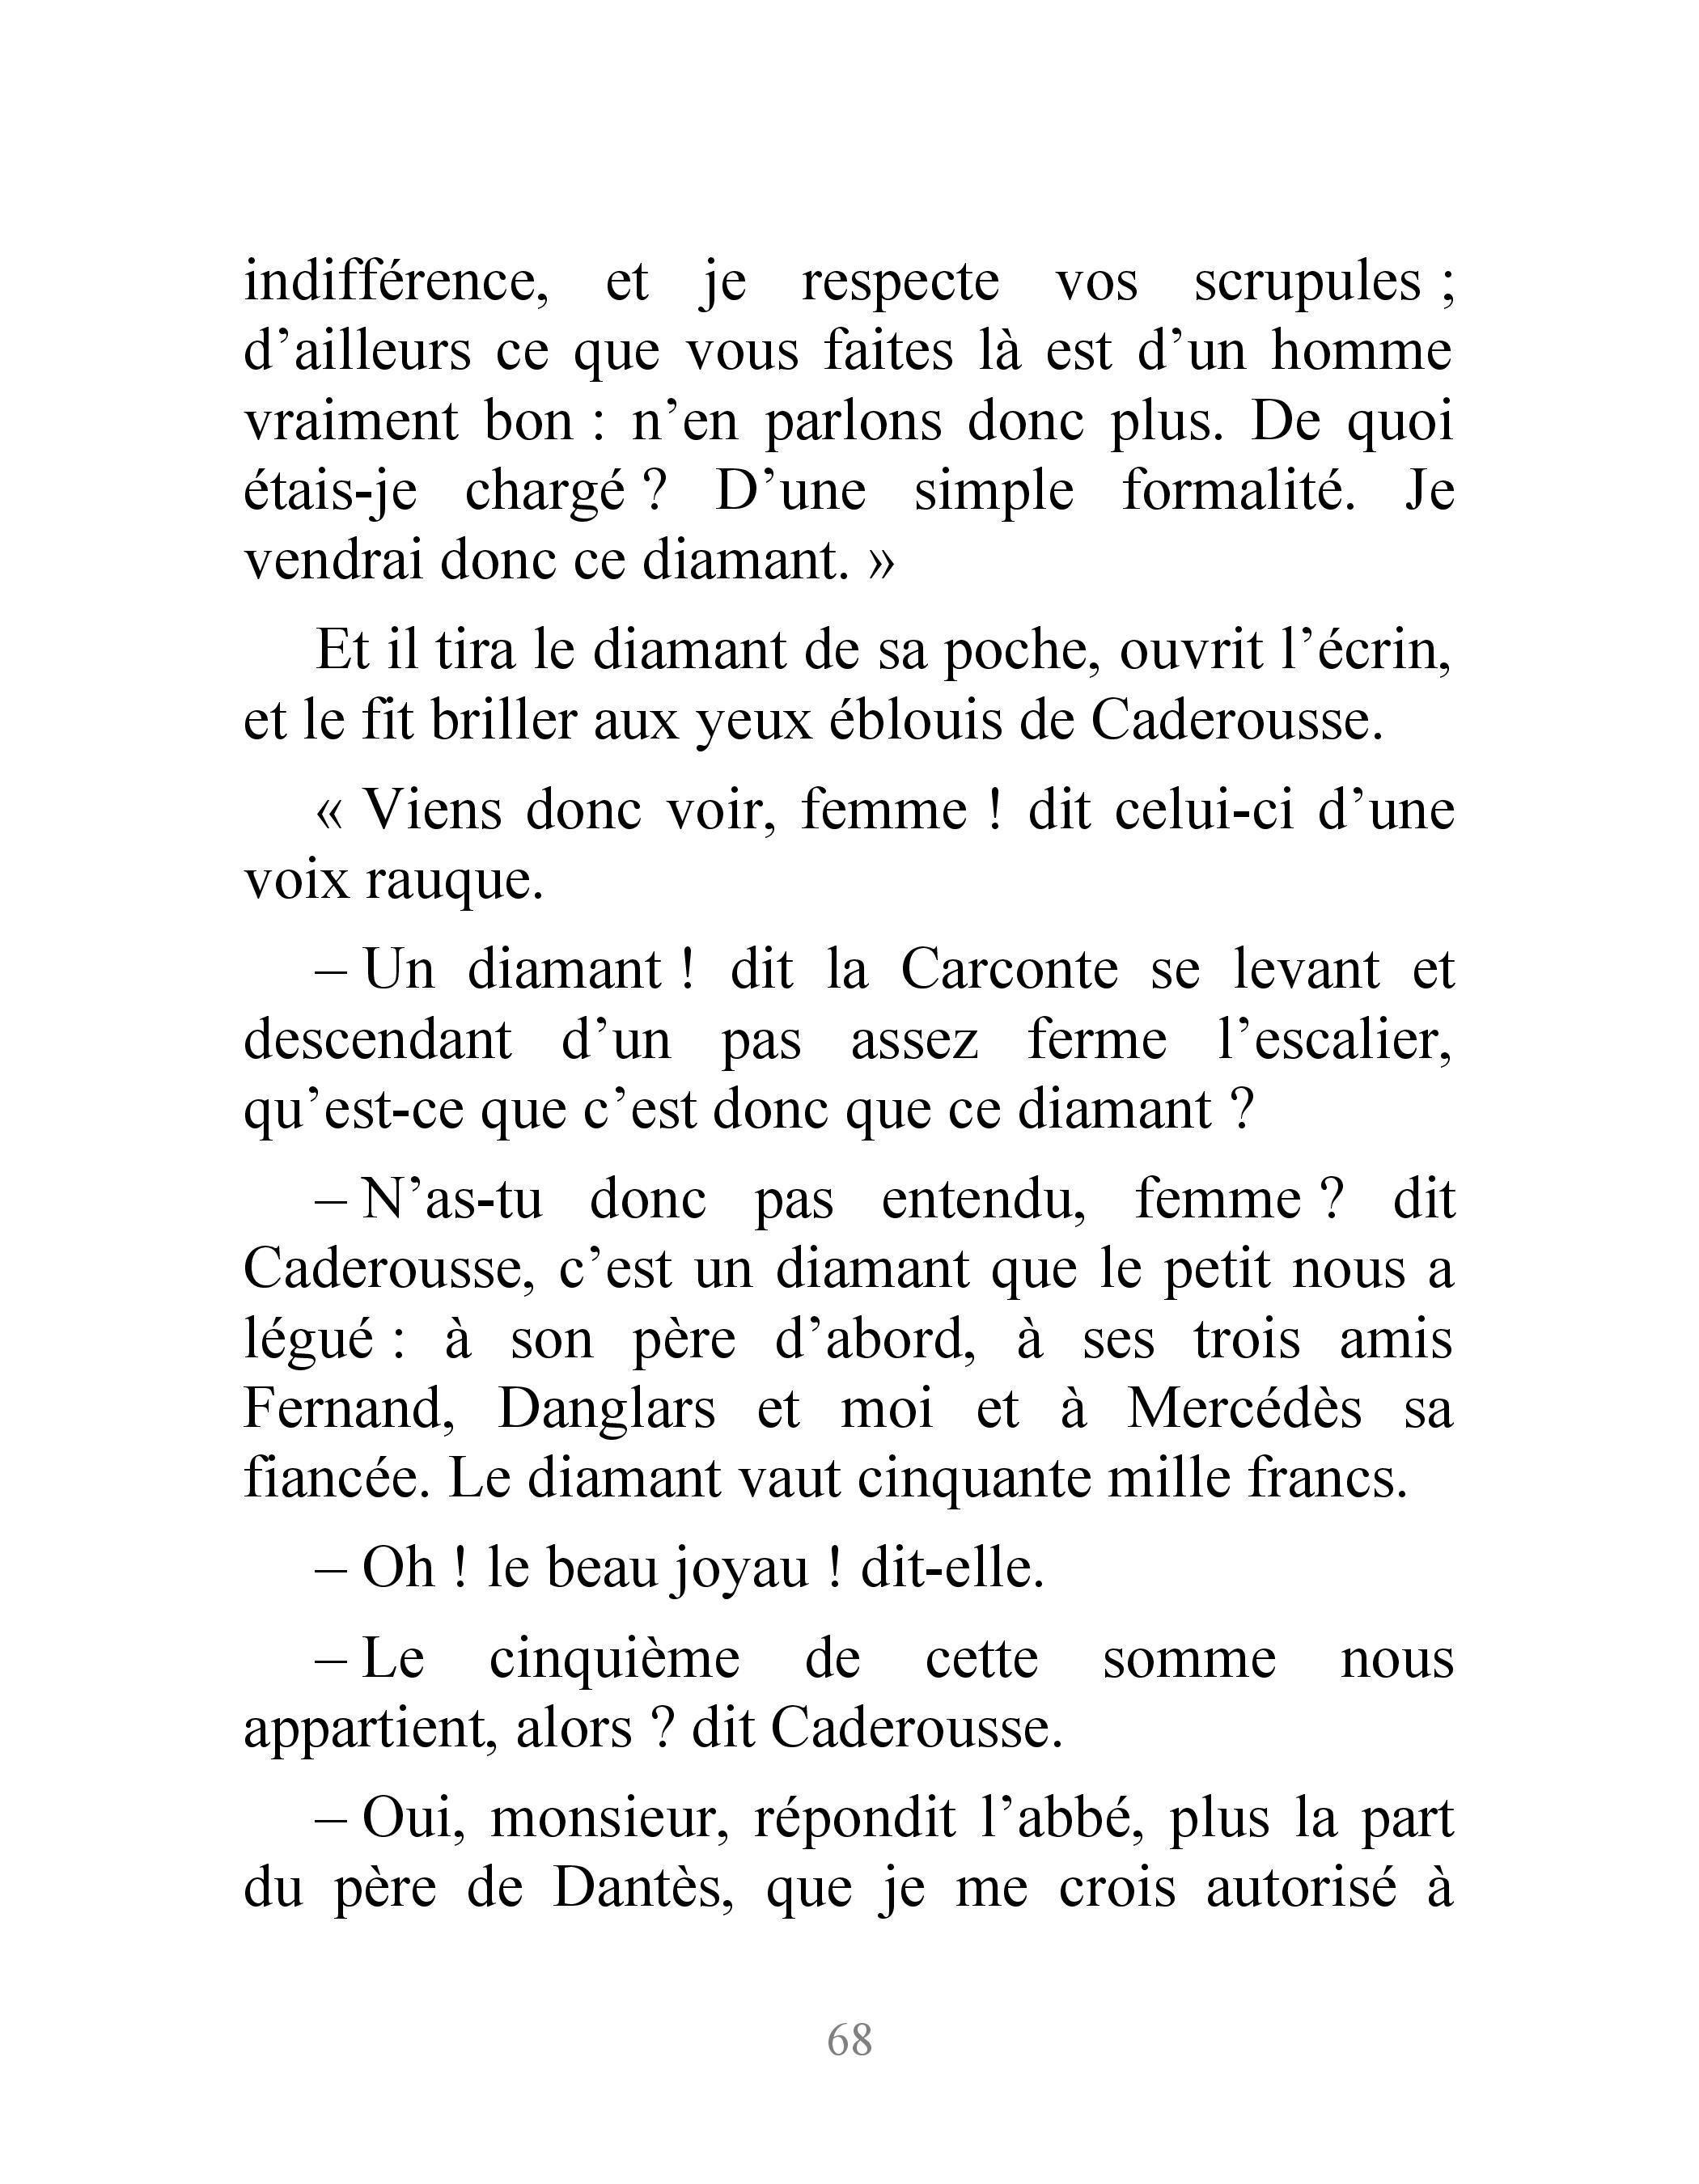 indifférence, et je respecte vos scrupules ;
d’ailleurs ce que vous faites là est d’un homme
vraiment bon : n’en parlons donc plus. De quoi
étais-je chargé ? D’une simple formalité. Je
vendrai donc ce diamant. »
Et il tira le diamant de sa poche, ouvrit l’écrin,
et le fit briller aux yeux éblouis de Caderousse.
« Viens donc voir, femme ! dit celui-ci d’une
voix rauque.
– Un diamant ! dit la Carconte se levant et
descendant d’un pas assez ferme l’escalier,
qu’est-ce que c’est donc que ce diamant ?
– N’as-tu donc pas entendu, femme ? dit
Caderousse, c’est un diamant que le petit nous a
légué : à son père d’abord, à ses trois amis
Fernand, Danglars et moi et à Mercédès sa
fiancée. Le diamant vaut cinquante mille francs.
– Oh ! le beau joyau ! dit-elle.
– Le cinquième de cette somme nous
appartient, alors ? dit Caderousse.
– Oui, monsieur, répondit l’abbé, plus la part
du père de Dantès, que je me crois autorisé à
68